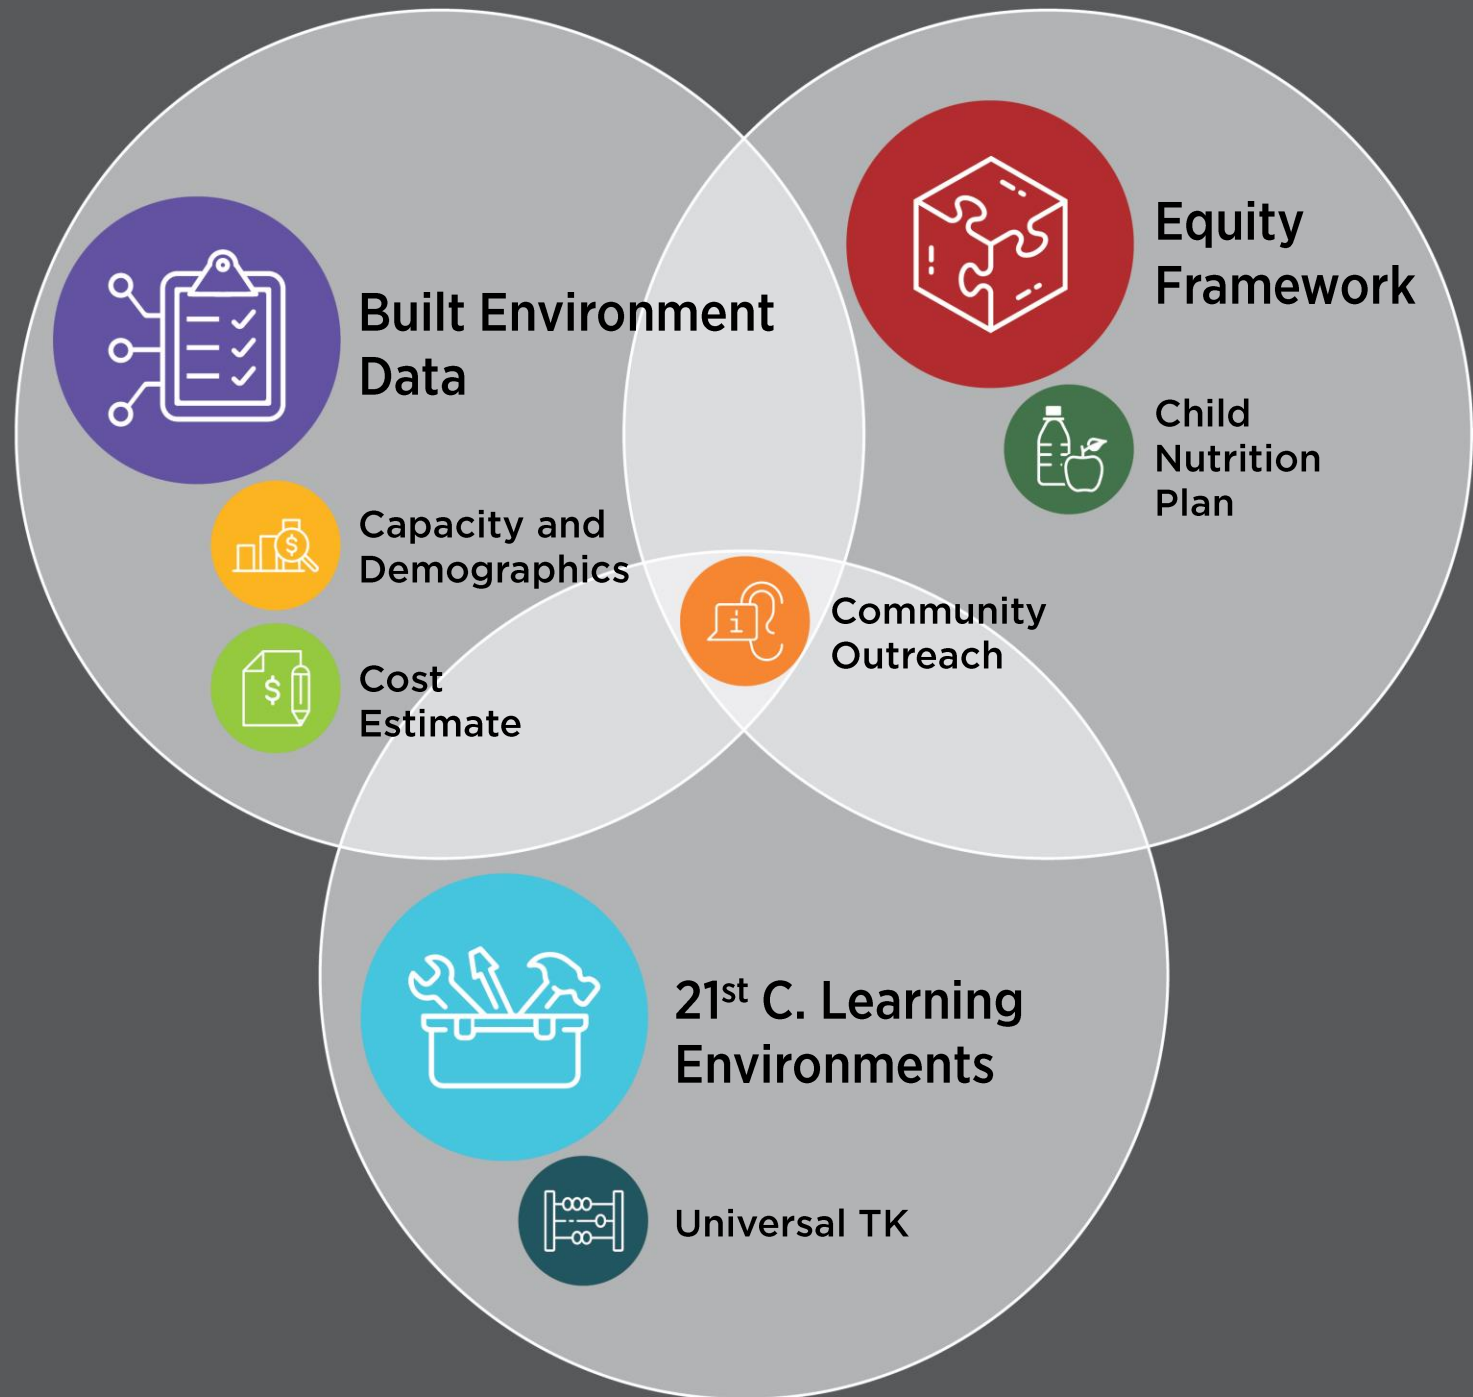 Built Environment
Data
Capacity and
Demographics
Cost
Estimate
Equity
Framework
Child
Nutrition
Plan
$
$
i
Community
Outreach
21st C. Learning
Environments
Universal TK